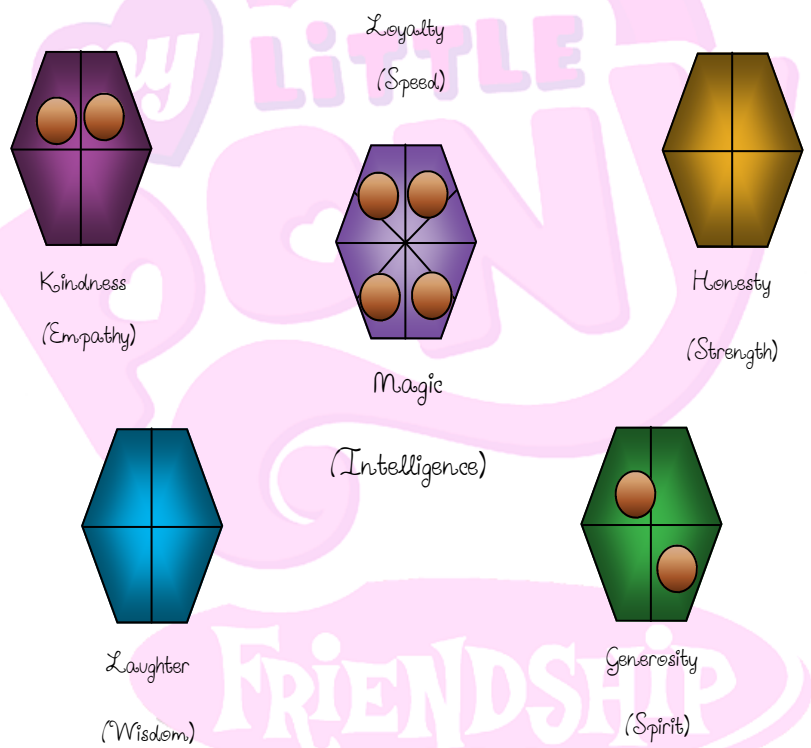 my
LiTTLE
PONY
FRiENDSHiP
Loyalty
(Speed)
Kindness
(Empathy)
Honesty
(Strength)
Magic
(Intelligence)
Laughter
(Wisdom)
Generosity
(Spirit)